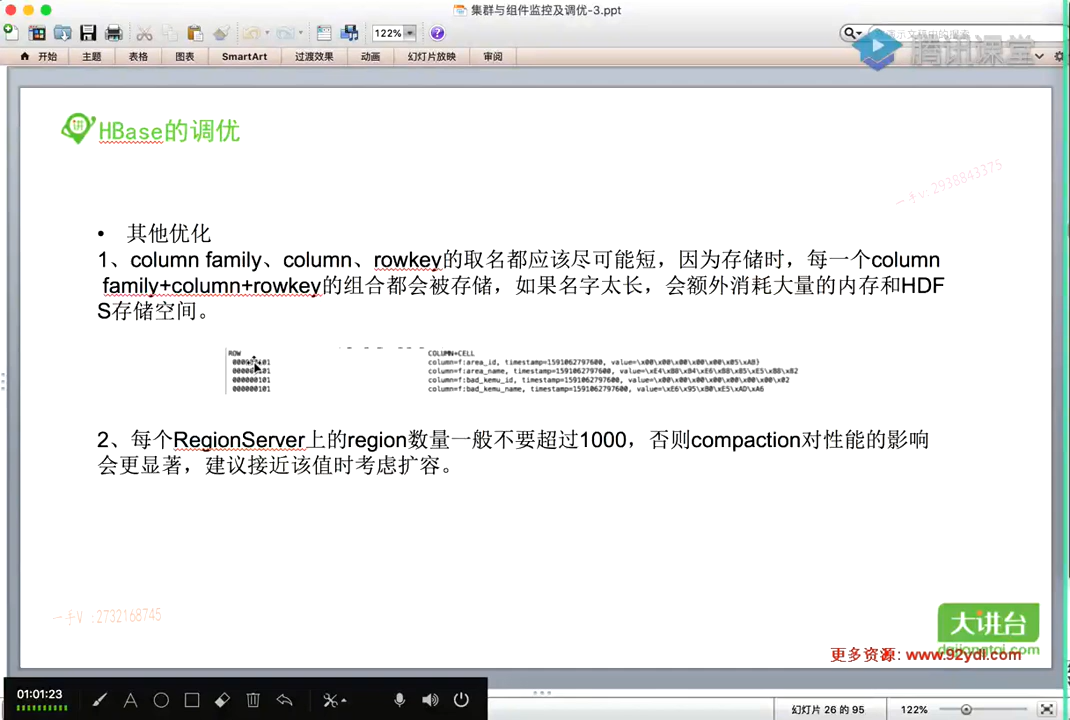 集群与组件监控及调优-3.ppt
122%
腾讯课堂
开始 主题 表格 图表 SmartArt 过渡效果 动画 幻灯片放映 审阅
HBase的调优
一手v:2938843375
• 其他优化
1、column family、column、rowkey的取名都应该尽可能短，因为存储时，每一个column
family+column+rowkey的组合都会被存储，如果名字太长，会额外消耗大量的内存和HDF
S存储空间。
ROW COLUMN+CELL
column=f:area_id, timestamp=1591062797600, value=\x00\x00\x00\x00\x00\x05\xAB}
column=f:area_name, timestamp=1591062797600, value=\xE4\xB8\xB4\xE6\xB8\x85\xE5\xB8\x82
000000101 column=f:bad_kemu_id, timestamp=1591062797600, value=\x00\x00\x00\x00\x00\x00\x00\x02
000000101 column=f:bad_kemu_name, timestamp=1591062797600, value=\xE6\x95\xB0\xE5\xAD\xA6
2、每个RegionServer上的region数量一般不要超过1000，否则compaction对性能的影响
会更显著，建议接近该值时考虑扩容。
一手V :2732168745
大讲台
dajiangtai.com
更多资源: www.92ydl.com
01:01:23
幻灯片 26 的 95 122%